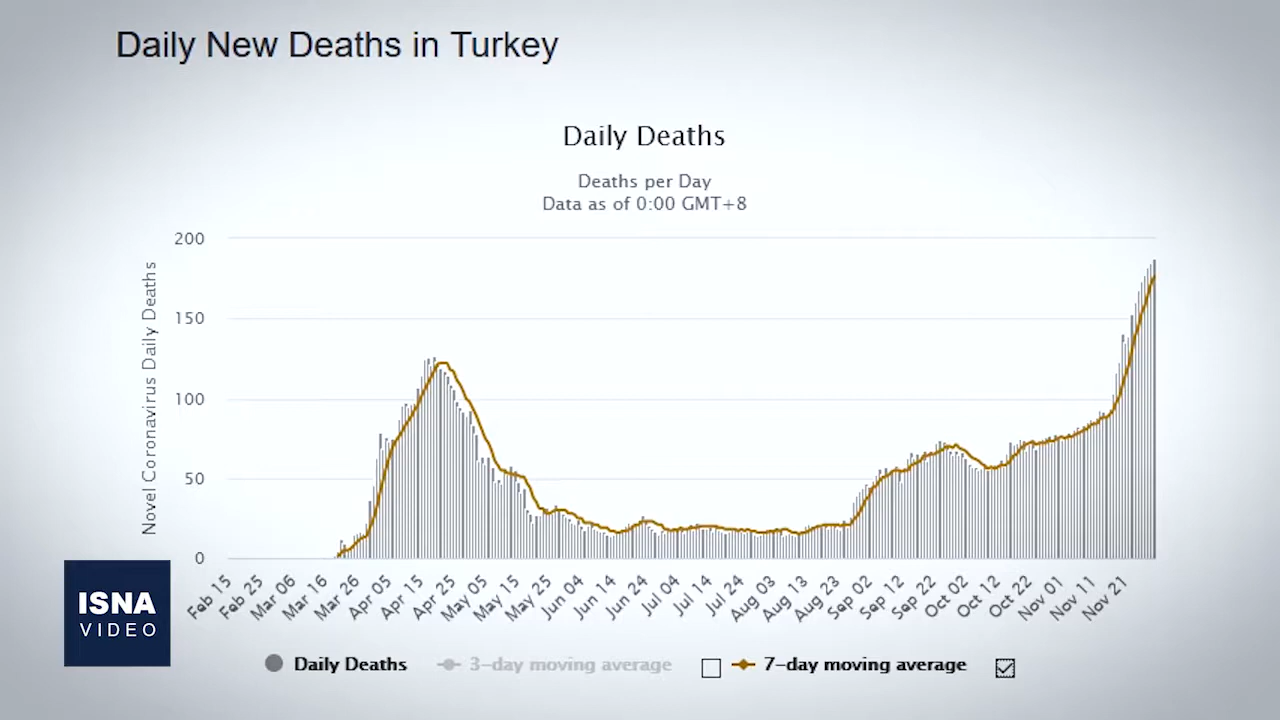 Daily New Deaths in Turkey
Daily Deaths
Deaths per Day
Data as of 0:00 GMT+8
Novel Coronavirus Daily Deaths
200
150
100
50
0
Feb 15
Feb 25
Mar 06
Mar 16
Mar 26
Apr 05
Apr 15
Apr 25
May 05
May 15
May 25
Jun 04
Jun 14
Jun 24
Jul 04
Jul 14
Jul 24
Aug 03
Aug 13
Aug 23
Sep 02
Sep 12
Sep 22
Oct 02
Oct 12
Oct 22
Nov 01
Nov 11
Nov 21
ISNA
VIDEO
Daily Deaths
3-day moving average
7-day moving average